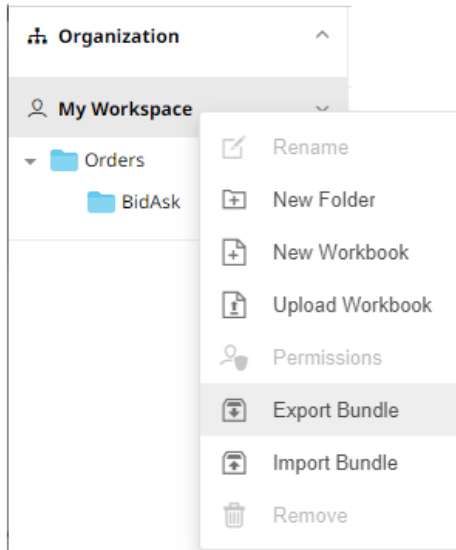 Organization
My Workspace
Orders
BidAsk
Rename
New Folder
New Workbook
Upload Workbook
Permissions
Export Bundle
Import Bundle
Remove